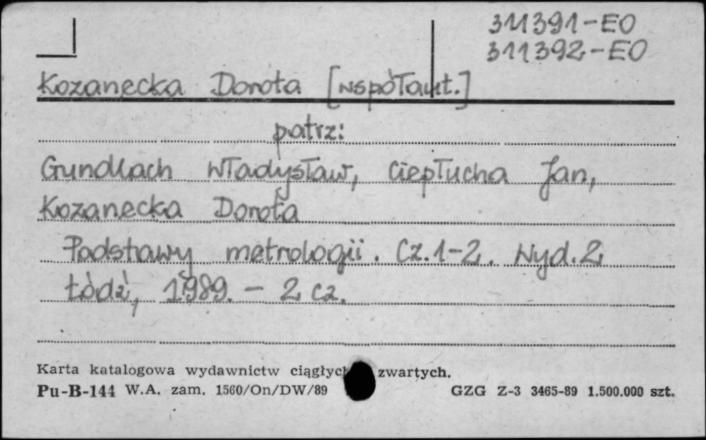 311391-EO
311392-EO
Kozanecka Dorota [współaut.]
patrz:
Gundlach Władysław, Ciepłucha Jan,
Kozanecka Dorota
Podstawy metrologii. Cz. 1-2. Wyd. 2
Łódź, 1989. - 2 cz.
Karta katalogowa wydawnictw ciągłych zwartych.
Pu-B-144 W.A. zam. 1560/On/DW/89 GZG Z-3 3465-89 1.500.000 szt.